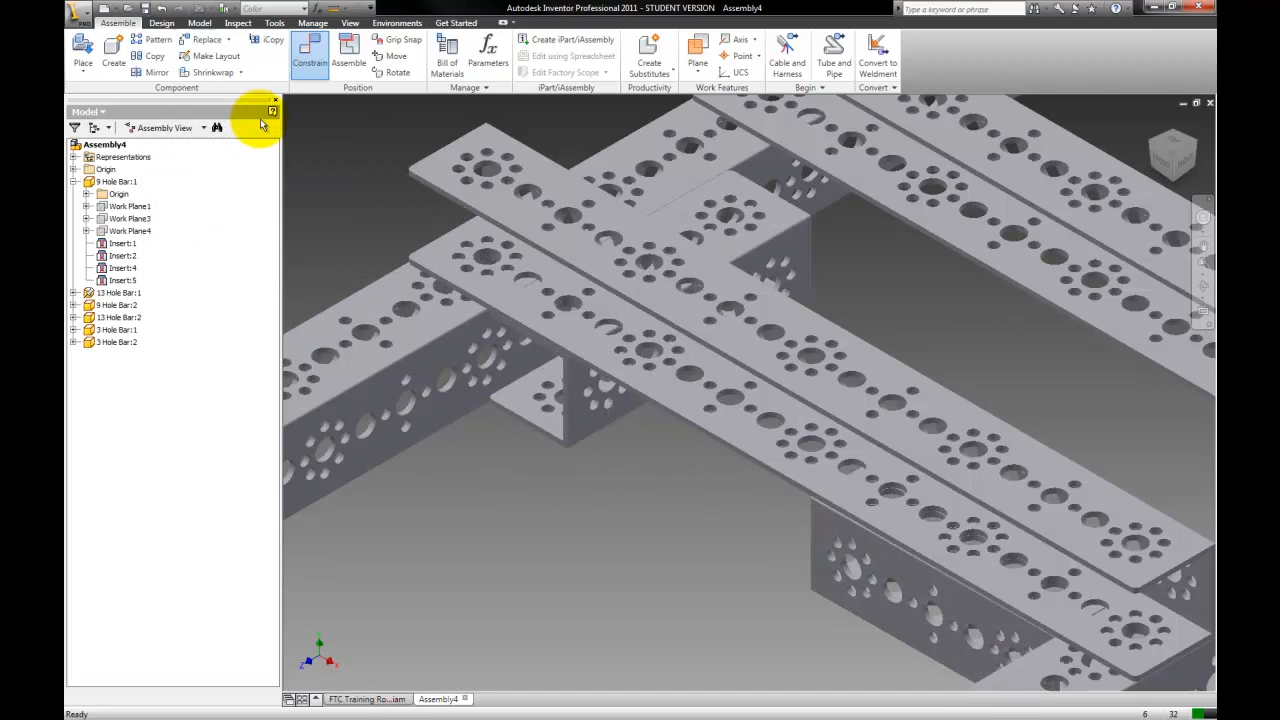 Color
Autodesk Inventor Professional 2011 - STUDENT VERSION Assembly4
Type a keyword or phrase
PRO
Assemble Design Model Inspect Tools Manage View Environments Get Started
Place
Create
Pattern
Copy
Mirror
Replace
Make Layout
Shrinkwrap
iCopy
Component
Constrain
Assemble
Grip Snap
Move
Rotate
Position
Bill of
Materials
Parameters
Manage
Create iPart/iAssembly
Edit using Spreadsheet
Edit Factory Scope
iPart/iAssembly
Create
Substitutes
Productivity
Plane
Axis
Point
UCS
Work Features
Cable and
Harness
Tube and
Pipe
Begin
Convert to
Weldment
Convert
Model
Assembly View
Assembly4
Representations
Origin
9 Hole Bar:1
Origin
Work Plane1
Work Plane3
Work Plane4
Insert:1
Insert:2
Insert:4
Insert:5
13 Hole Bar:1
9 Hole Bar:2
13 Hole Bar:2
3 Hole Bar:1
3 Hole Bar:2
FTC Training Ro...iam
Assembly4
Ready
6 32